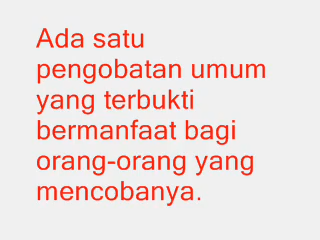 Ada satu
pengobatan umum
yang terbukti
bermanfaat bagi
orang-orang yang
mencobanya.